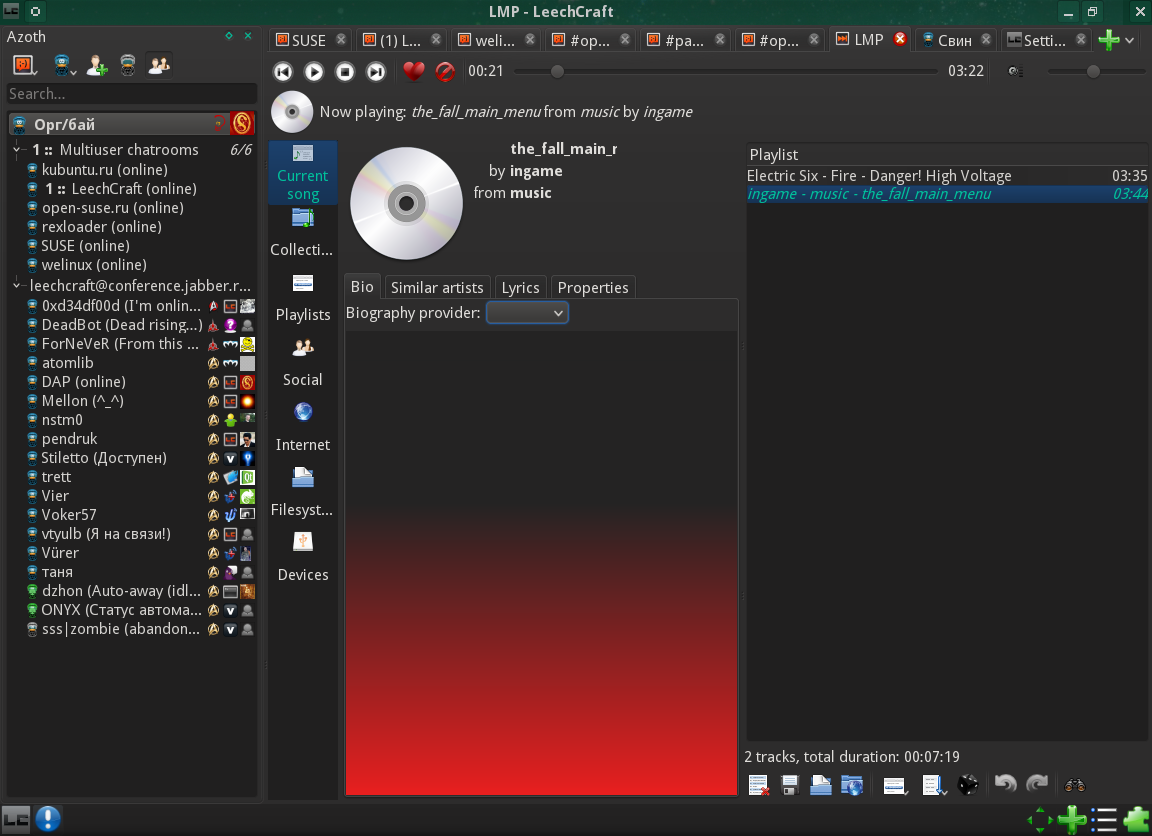 LMP - LeechCraft
Azoth
SUSE
(1) L...
weli...
#op...
#pa...
#op...
LMP
Свин
Setti...
00:21
03:22
Search...
Now playing: the_fall_main_menu from music by ingame
Орг/бай
1 :: Multiuser chatrooms 6/6
kubuntu.ru (online)
1 :: LeechCraft (online)
open-suse.ru (online)
rexloader (online)
SUSE (online)
welinux (online)
leechcraft@conference.jabber.r...
0xd34df00d (I'm onlin...
DeadBot (Dead rising...)
ForNeVeR (From this ...
atomlib
DAP (online)
Mellon (^_^)
nstm0
pendruk
Stiletto (Доступен)
trett
Vier
Voker57
vtyulb (Я на связи!)
Vürer
таня
dzhon (Auto-away (idl...
ONYX (Статус автома...
sss|zombie (abandon...
Current
song
Collecti...
Playlists
Social
Internet
Filesyst...
Devices
the_fall_main_r
by ingame
from music
Bio
Similar artists
Lyrics
Properties
Biography provider:
Playlist
Electric Six - Fire - Danger! High Voltage 03:35
ingame - music - the_fall_main_menu 03:44
2 tracks, total duration: 00:07:19
LC